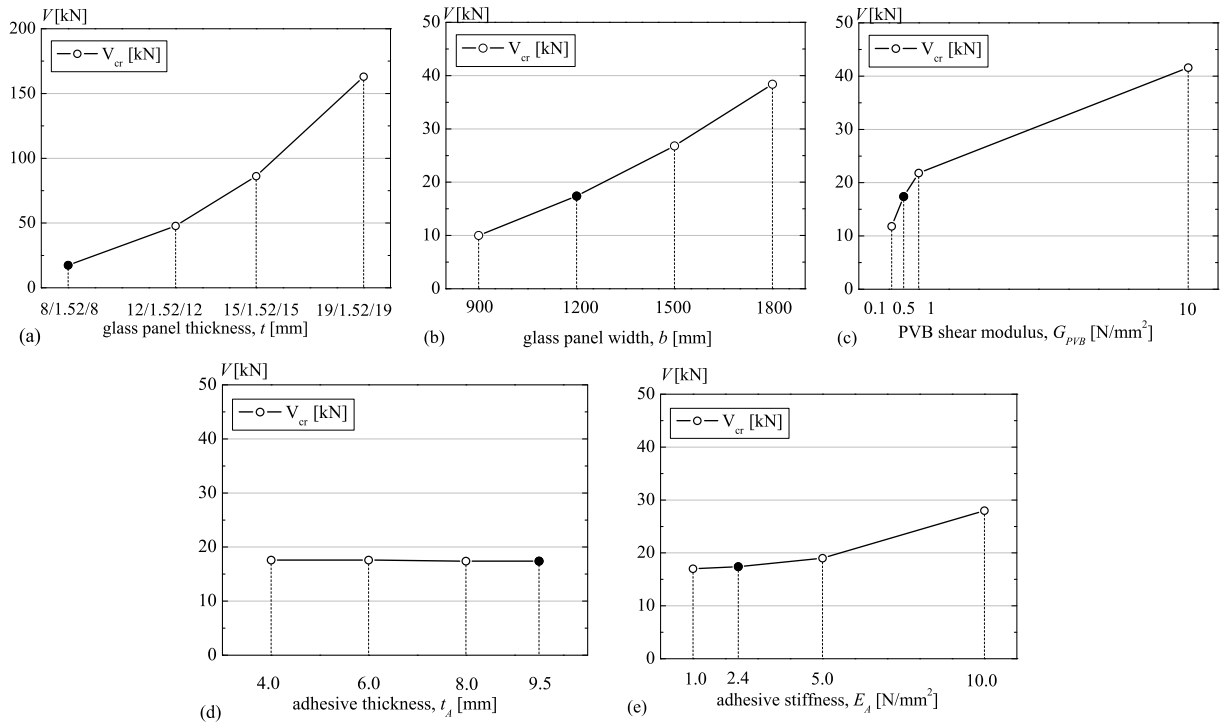 V[kN]
200
150
100
50
0
V_cr [kN]
8/1.52/8 12/1.52/12 15/1.52/15 19/1.52/19
glass panel thickness, t [mm]
(a)
V[kN]
50
40
30
20
10
0
V_cr [kN]
900 1200 1500 1800
glass panel width, b [mm]
(b)
V[kN]
50
40
30
20
10
0
V_cr [kN]
0.1 0.5 1 10
PVB shear modulus, G_PVB [N/mm²]
(c)
V[kN]
50
40
30
20
10
0
V_cr [kN]
4.0 6.0 8.0 9.5
adhesive thickness, t_A [mm]
(d)
V[kN]
50
40
30
20
10
0
V_cr [kN]
1.0 2.4 5.0 10.0
adhesive stiffness, E_A [N/mm²]
(e)